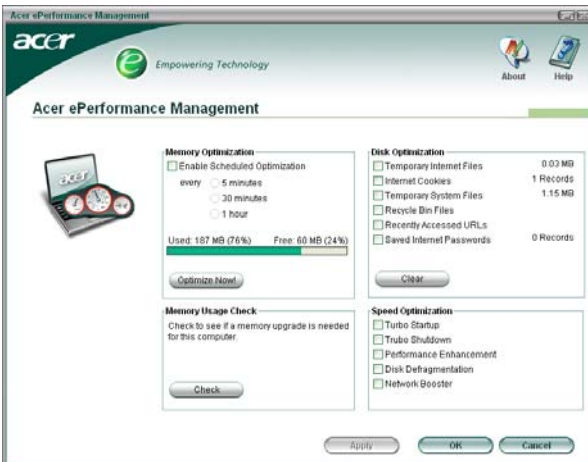 Acer ePerformance Management
acer
e Empowering Technology
About
Help
Acer ePerformance Management
acer
Memory Optimization
Enable Scheduled Optimization
every 5 minutes
30 minutes
1 hour
Used: 187 MB (76%) Free: 60 MB (24%)
Optimize Now!
Disk Optimization
Temporary Internet Files 0.03 MB
Internet Cookies 1 Records
Temporary System Files 1.15 MB
Recycle Bin Files
Recently Accessed URLs
Saved Internet Passwords 0 Records
Clear
Memory Usage Check
Check to see if a memory upgrade is needed
for this computer.
Check
Speed Optimization
Turbo Startup
Trubo Shutdown
Performance Enhancement
Disk Defragmentation
Network Booster
Apply
OK
Cancel